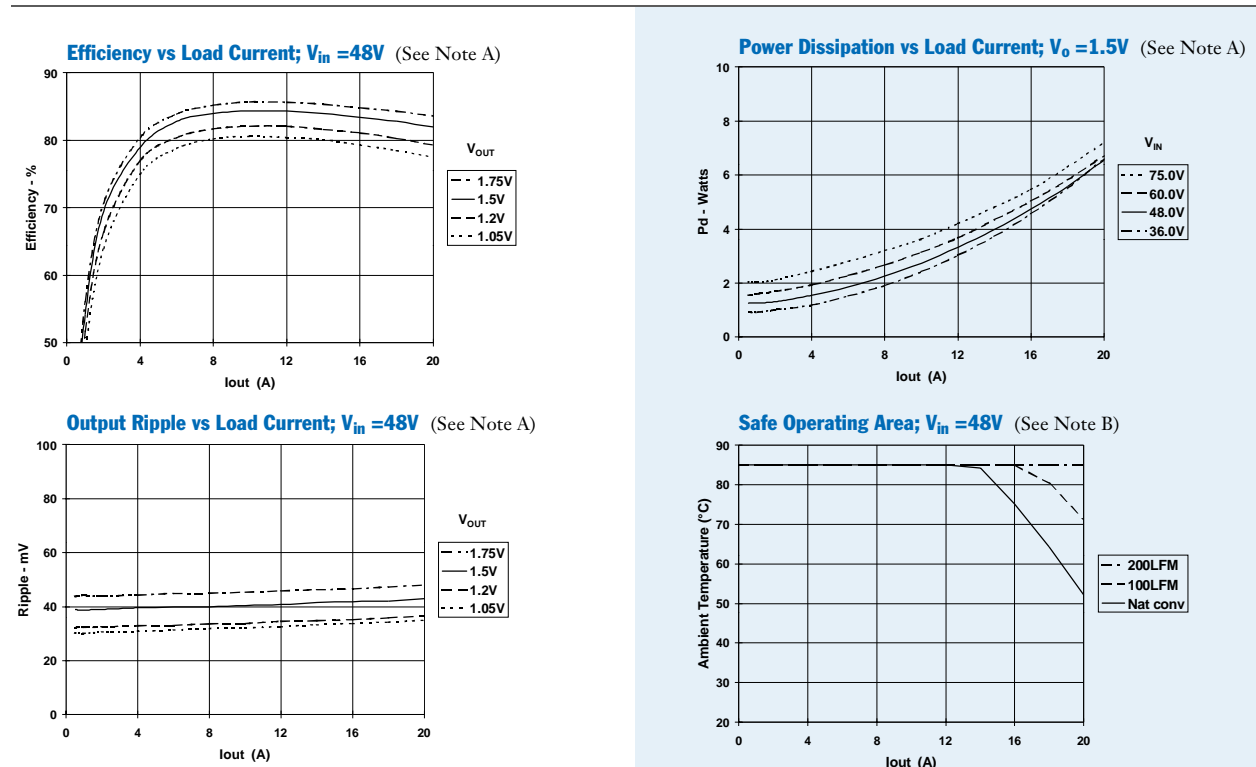 Efficiency vs Load Current; Vin =48V (See Note A)
90
80
70
60
50
Efficiency - %
0 4 8 12 16 20
Iout (A)
VOUT
1.75V
1.5V
1.2V
1.05V
Power Dissipation vs Load Current; Vo =1.5V (See Note A)
10
8
6
4
2
0
Pd - Watts
0 4 8 12 16 20
Iout (A)
VIN
75.0V
60.0V
48.0V
36.0V
Output Ripple vs Load Current; Vin =48V (See Note A)
100
80
60
40
20
0
Ripple - mV
0 4 8 12 16 20
Iout (A)
VOUT
1.75V
1.5V
1.2V
1.05V
Safe Operating Area; Vin =48V (See Note B)
90
80
70
60
50
40
30
20
Ambient Temperature (°C)
0 4 8 12 16 20
Iout (A)
200LFM
100LFM
Nat conv